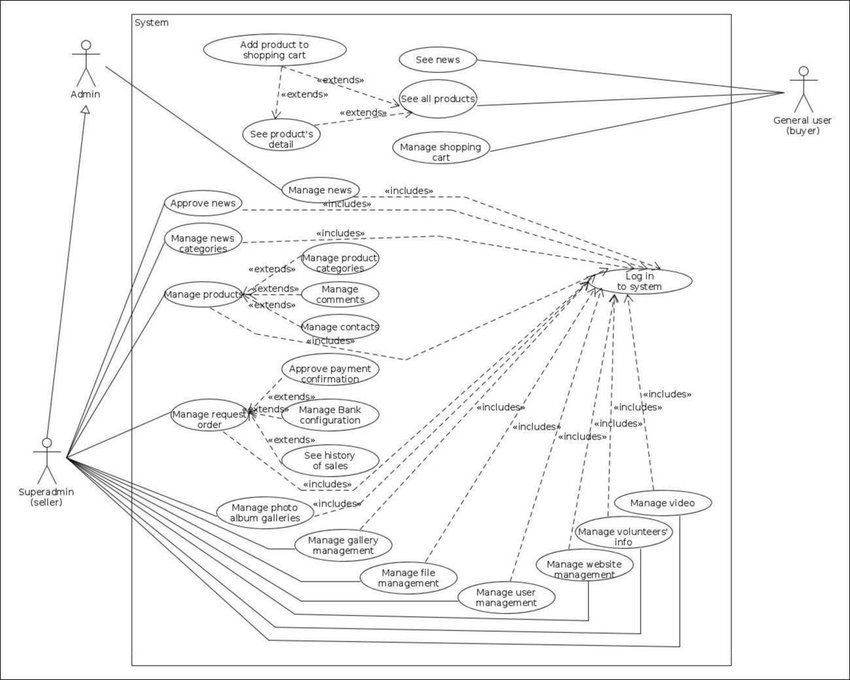 System
Add product to
shopping cart
See news
«extends»
Admin
«extends»
See all products
«extends»
General user
(buyer)
See product's
detail
Manage shopping
cart
Manage news
«includes»
Approve news
«includes»
Manage news
categories
«includes»
Manage product
categories
«extends»
Log in
to system
Manage products
«extends»
Manage
comments
«extends»
Manage contacts
«includes»
Approve payment
confirmation
«extends»
«includes»
«includes»
Manage request
order
«extends»
Manage Bank
configuration
«includes»
«includes»
«includes»
«extends»
See history
of sales
«includes»
Superadmin
(seller)
Manage photo
album galleries
«includes»
Manage video
Manage gallery
management
Manage volunteers'
info
Manage file
management
Manage website
management
Manage user
management